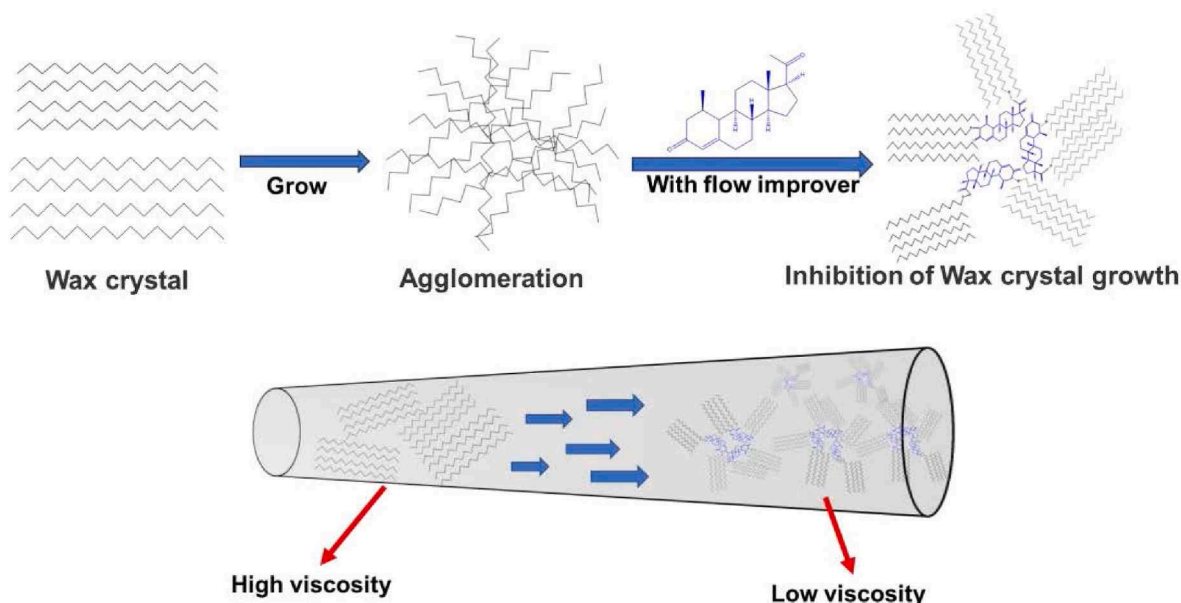 Grow
With flow improver
Wax crystal
Agglomeration
Inhibition of Wax crystal growth
High viscosity
Low viscosity